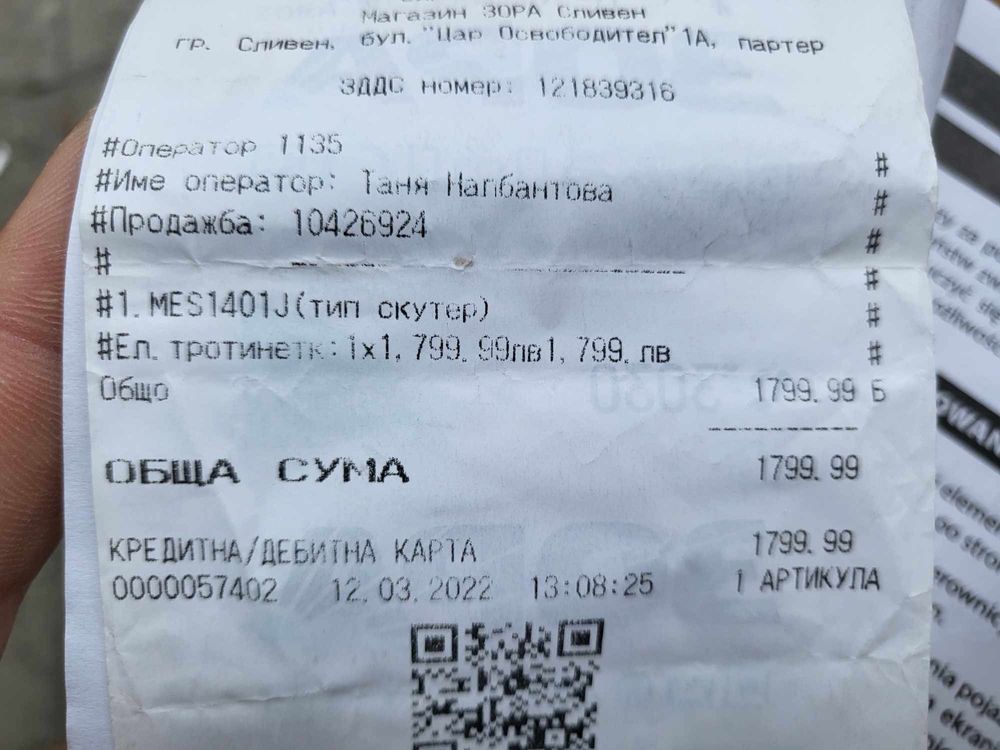 Магазин ЗОРА Сливен
гр. Сливен, бул. "Цар Освободител"1А, партер
ЗДДС номер: 121839316
#Оператор 1135 #
#Име оператор: Таня Налбантова #
#Продажба: 10426924 #
# #
#1. MES1401J(тип скутер) #
#Ел. тротинетк:1x1,799.99лв1,799.лв #
Общо 1799.99 Б
ОБЩА СУМА 1799.99
КРЕДИТНА/ДЕБИТНА КАРТА 1799.99
0000057402 12.03.2022 13:08:25 1 АРТИКУЛА